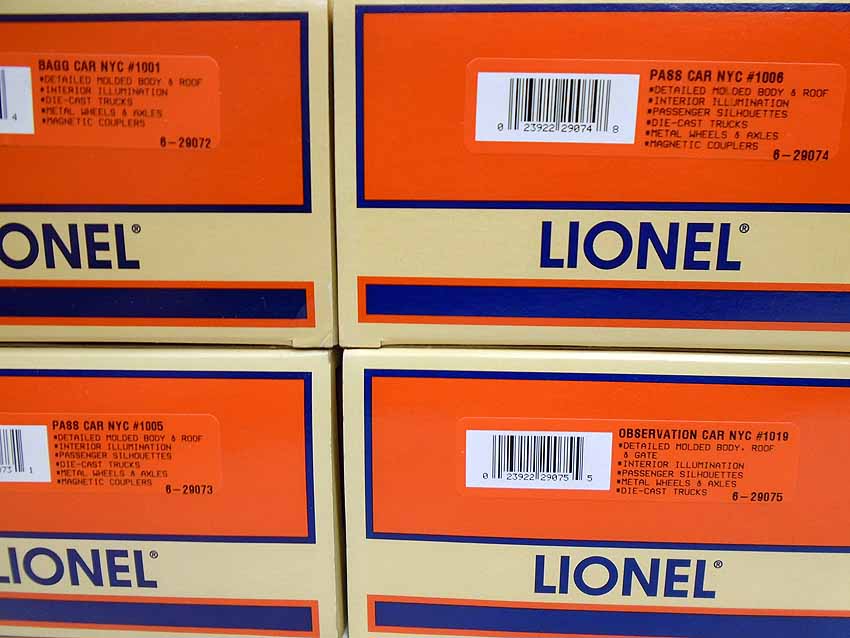 BAGG CAR NYC #1001
*DETAILED MOLDED BODY & ROOF
*INTERIOR ILLUMINATION
*DIE-CAST TRUCKS
*METAL WHEELS & AXLES
*MAGNETIC COUPLERS
4
6-29072
ONEL®
PASS CAR NYC #1006
*DETAILED MOLDED BODY & ROOF
*INTERIOR ILLUMINATION
*PASSENGER SILHOUETTES
*DIE-CAST TRUCKS
*METAL WHEELS & AXLES
*MAGNETIC COUPLERS
0 23922 29074 8
6-29074
LIONEL®
PASS CAR NYC #1005
*DETAILED MOLDED BODY & ROOF
*INTERIOR ILLUMINATION
*PASSENGER SILHOUETTES
*DIE-CAST TRUCKS
*METAL WHEELS & AXLES
*MAGNETIC COUPLERS
73 1
6-29073
LIONEL®
OBSERVATION CAR NYC #1019
*DETAILED MOLDED BODY, ROOF
& GATE
*INTERIOR ILLUMINATION
*PASSENGER SILHOUETTES
*METAL WHEELS & AXLES
*DIE-CAST TRUCKS
0 23922 29075 5
6-29075
LIONEL®